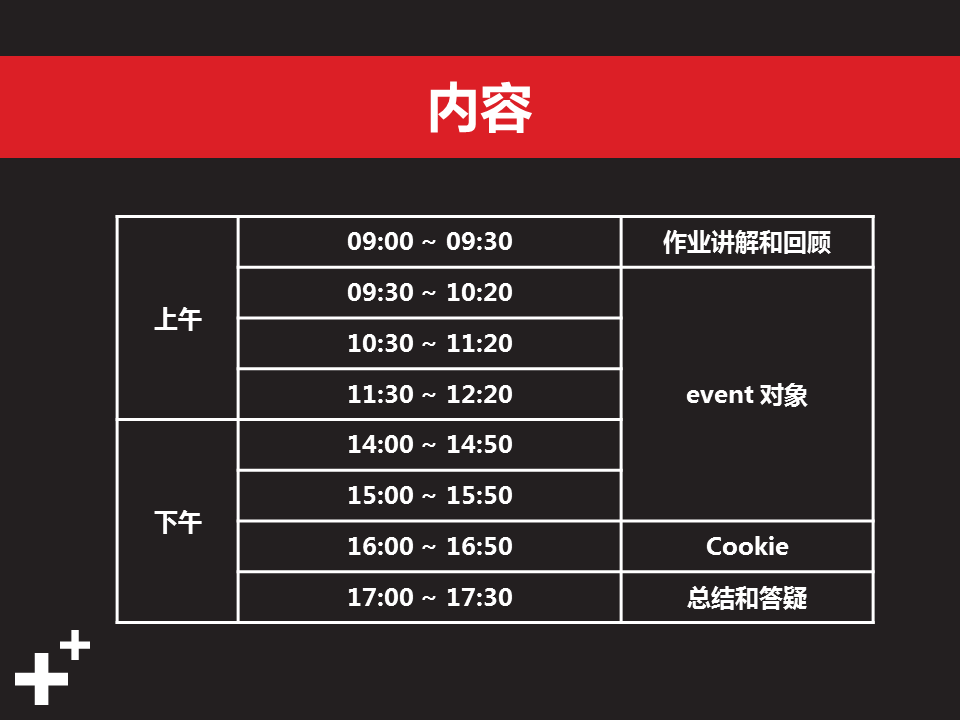 内容
上午
09:00 ~ 09:30
作业讲解和回顾
09:30 ~ 10:20
10:30 ~ 11:20
11:30 ~ 12:20
event 对象
下午
14:00 ~ 14:50
15:00 ~ 15:50
16:00 ~ 16:50
Cookie
17:00 ~ 17:30
总结和答疑